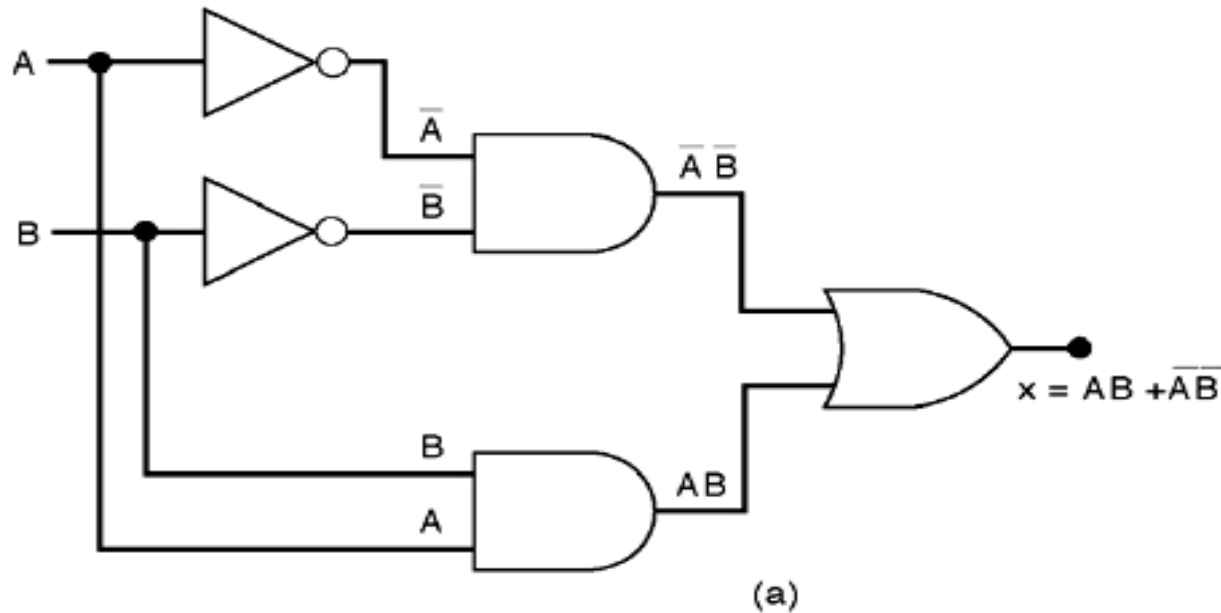 A
A̅
A̅ B̅
B̅
B
x = AB + A̅B̅
B
AB
A
(a)